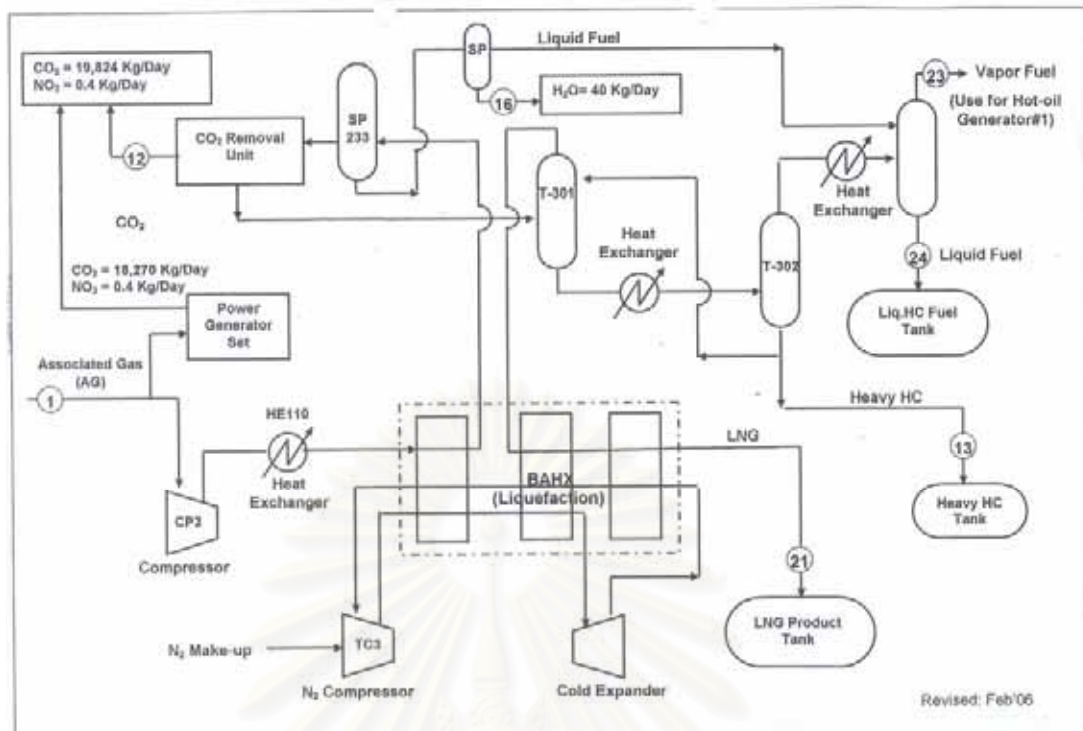 CO₂ = 19,824 Kg/Day
NO₂ = 0.4 Kg/Day
SP
Liquid Fuel
16
H₂O= 40 Kg/Day
23
Vapor Fuel
(Use for Hot-oil
Generator#1)
12
CO₂ Removal
Unit
SP
233
T-301
Heat
Exchanger
T-302
CO₂
CO₂ = 18,270 Kg/Day
NO₂ = 0.4 Kg/Day
Heat
Exchanger
24
Liquid Fuel
Power
Generator
Set
Liq.HC Fuel
Tank
Associated Gas
(AG)
1
HE110
Heat
Exchanger
Heavy HC
LNG
13
BAHX
(Liquefaction)
Heavy HC
Tank
CP2
Compressor
21
LNG Product
Tank
N₂ Make-up
TC3
N₂ Compressor
Cold Expander
Revised: Feb'06